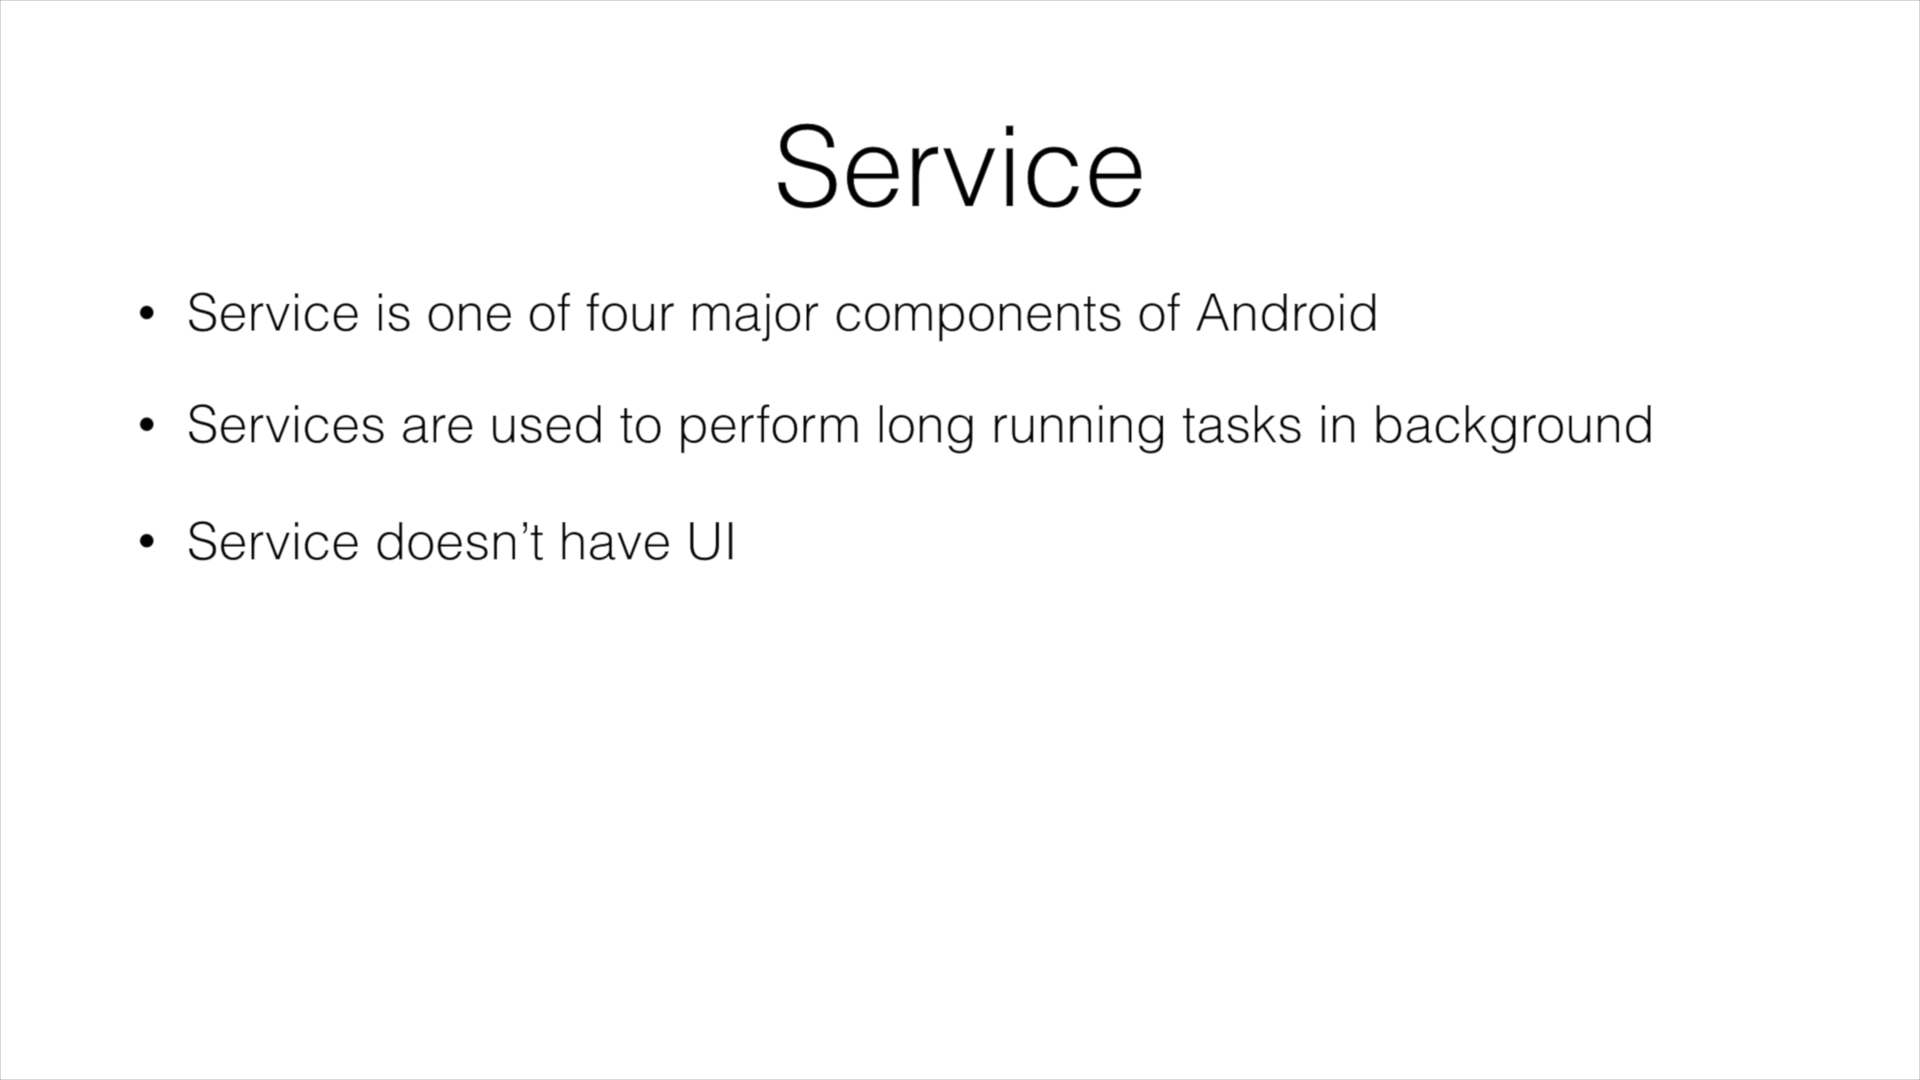 Service
• Service is one of four major components of Android
• Services are used to perform long running tasks in background
• Service doesn’t have UI